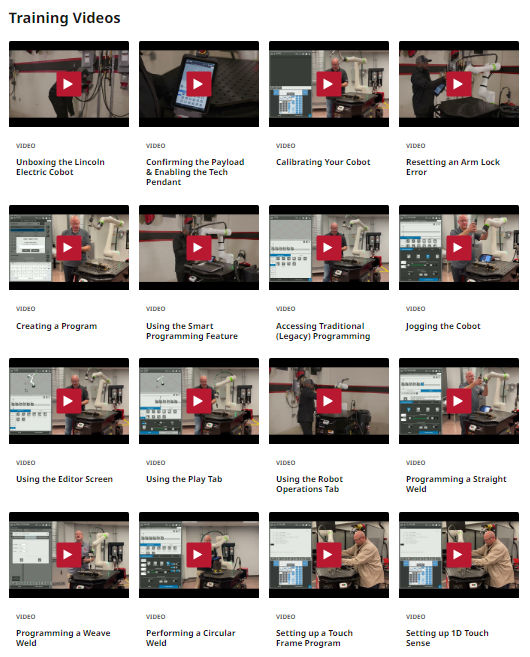 Training Videos
VIDEO
Unboxing the Lincoln
Electric Cobot
VIDEO
Confirming the Payload
& Enabling the Tech
Pendant
VIDEO
Calibrating Your Cobot
VIDEO
Resetting an Arm Lock
Error
VIDEO
Creating a Program
VIDEO
Using the Smart
Programming Feature
VIDEO
Accessing Traditional
(Legacy) Programming
VIDEO
Jogging the Cobot
VIDEO
Using the Editor Screen
VIDEO
Using the Play Tab
VIDEO
Using the Robot
Operations Tab
VIDEO
Programming a Straight
Weld
VIDEO
Programming a Weave
Weld
VIDEO
Performing a Circular
Weld
VIDEO
Setting up a Touch
Frame Program
VIDEO
Setting up 1D Touch
Sense